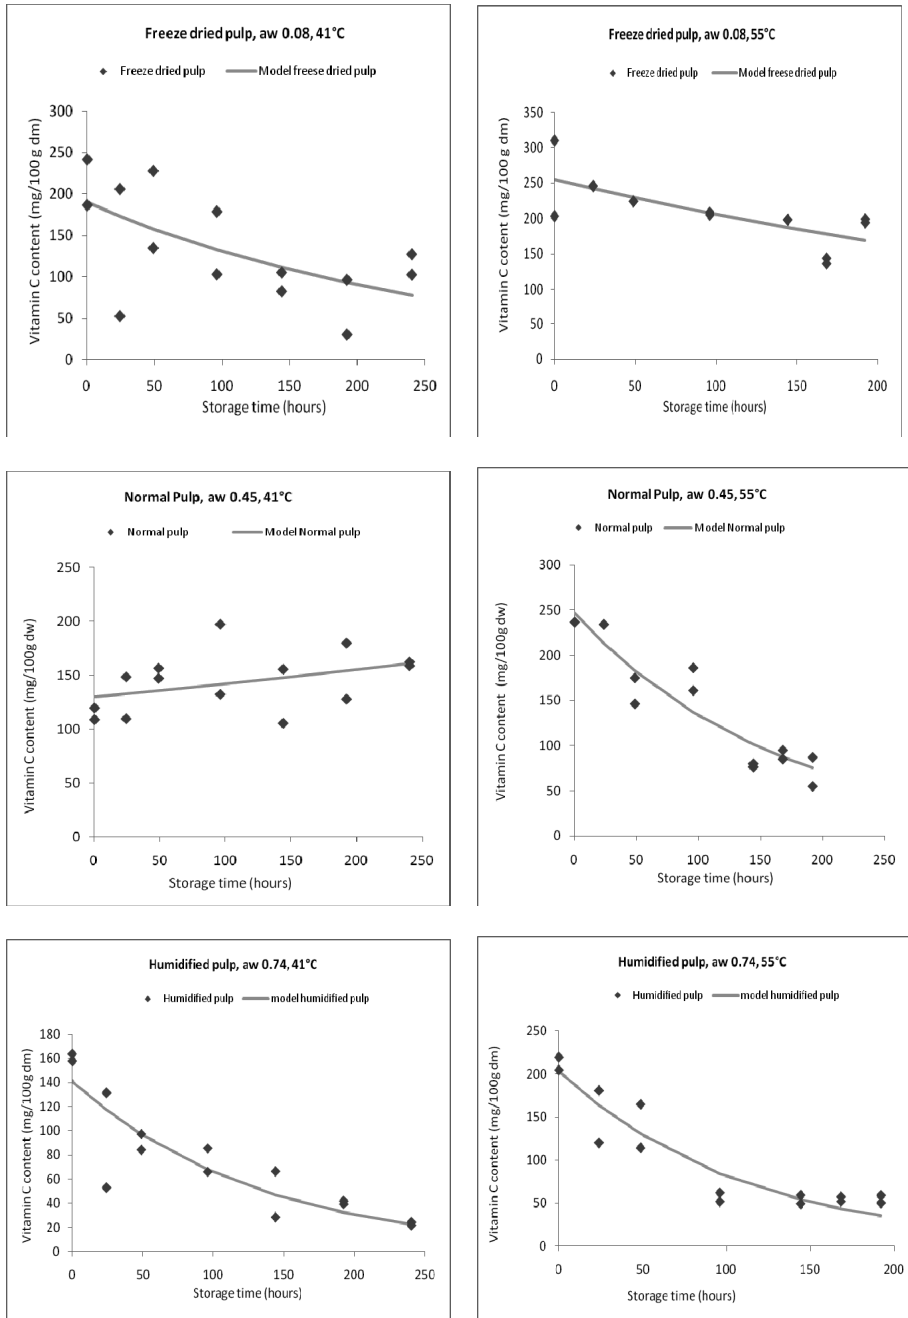 Freeze dried pulp, aw 0.08, 41°C
Freeze dried pulp
Model freese dried pulp
Vitamin C content (mg/100 g dm)
300
250
200
150
100
50
0
0 50 100 150 200 250
Storage time (hours)
Freeze dried pulp, aw 0.08, 55°C
Freeze dried pulp
Model freese dried pulp
Vitamin C content (mg/100 g dm)
350
300
250
200
150
100
50
0
0 50 100 150 200
Storage time (hours)
Normal Pulp, aw 0.45, 41°C
Normal pulp
Model Normal pulp
Vitamin C content (mg/100g dw)
250
200
150
100
50
0
0 50 100 150 200 250
Storage time (hours)
Normal Pulp, aw 0.45, 55°C
Normal pulp
Model Normal pulp
Vitamin C content (mg/100g dw)
300
250
200
150
100
50
0
0 50 100 150 200 250
Storage time (hours)
Humidified pulp, aw 0.74, 41°C
Humidified pulp
model humidified pulp
Vitamin C content (mg/100g dm)
180
160
140
120
100
80
60
40
20
0
0 50 100 150 200 250
Storage time (hours)
Humidified pulp, aw 0.74, 55°C
Humidified pulp
model humidified pulp
Vitamin C content (mg/100g dm)
250
200
150
100
50
0
0 50 100 150 200
Storage time (hours)